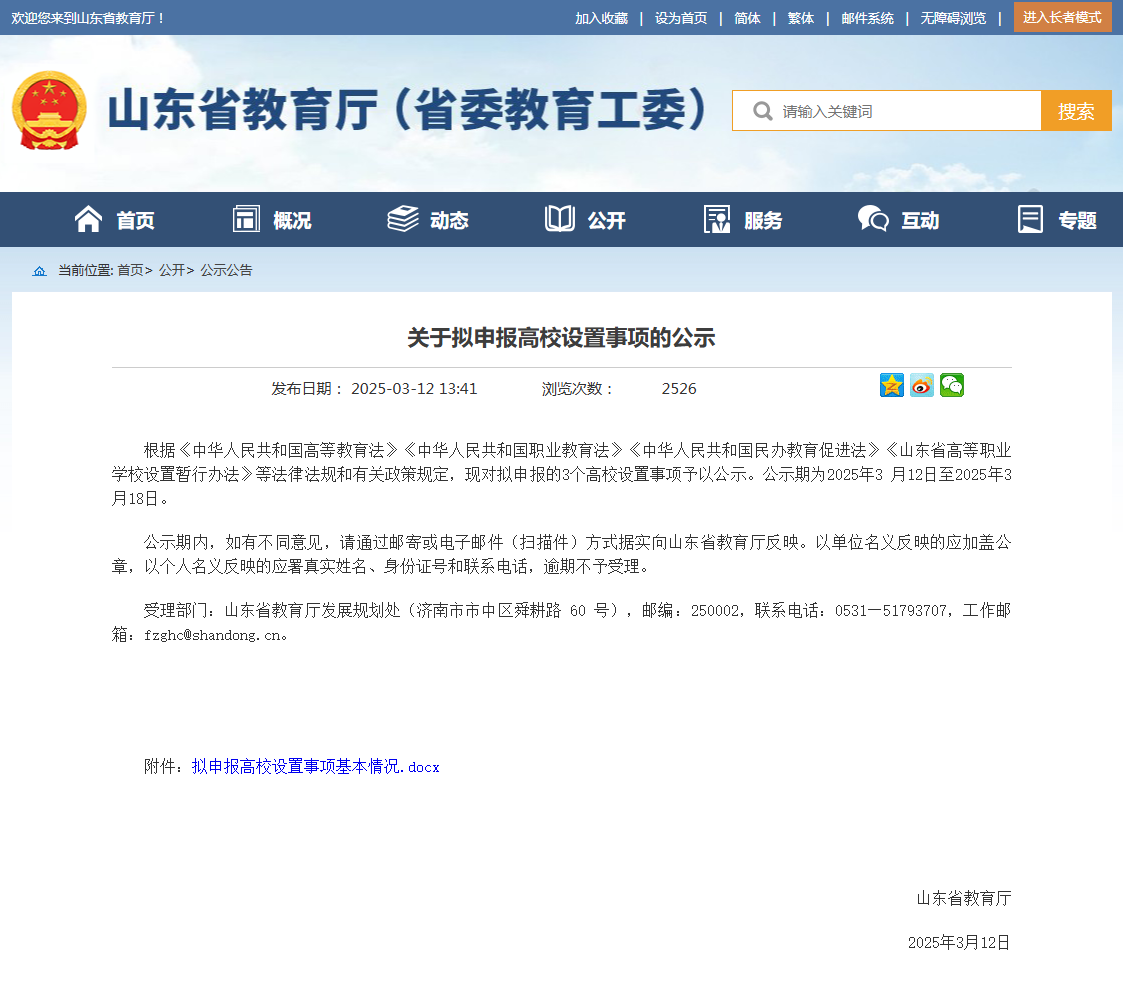 欢迎您来到山东省教育厅！
加入收藏 | 设为首页 | 简体 | 繁体 | 邮件系统 | 无障碍浏览 | 进入长者模式
山东省教育厅（省委教育工委）
请输入关键词 搜索
首页 概况 动态 公开 服务 互动 专题
当前位置: 首页> 公开> 公示公告
关于拟申报高校设置事项的公示
发布日期： 2025-03-12 13:41 浏览次数： 2526
根据《中华人民共和国高等教育法》《中华人民共和国职业教育法》《中华人民共和国民办教育促进法》《山东省高等职业
学校设置暂行办法》等法律法规和有关政策规定，现对拟申报的3个高校设置事项予以公示。公示期为2025年3 月12日至2025年3
月18日。
公示期内，如有不同意见，请通过邮寄或电子邮件（扫描件）方式据实向山东省教育厅反映。以单位名义反映的应加盖公
章，以个人名义反映的应署真实姓名、身份证号和联系电话，逾期不予受理。
受理部门：山东省教育厅发展规划处（济南市市中区舜耕路 60 号），邮编：250002，联系电话：0531—51793707，工作邮
箱：fzghc@shandong.cn。
附件：拟申报高校设置事项基本情况.docx
山东省教育厅
2025年3月12日